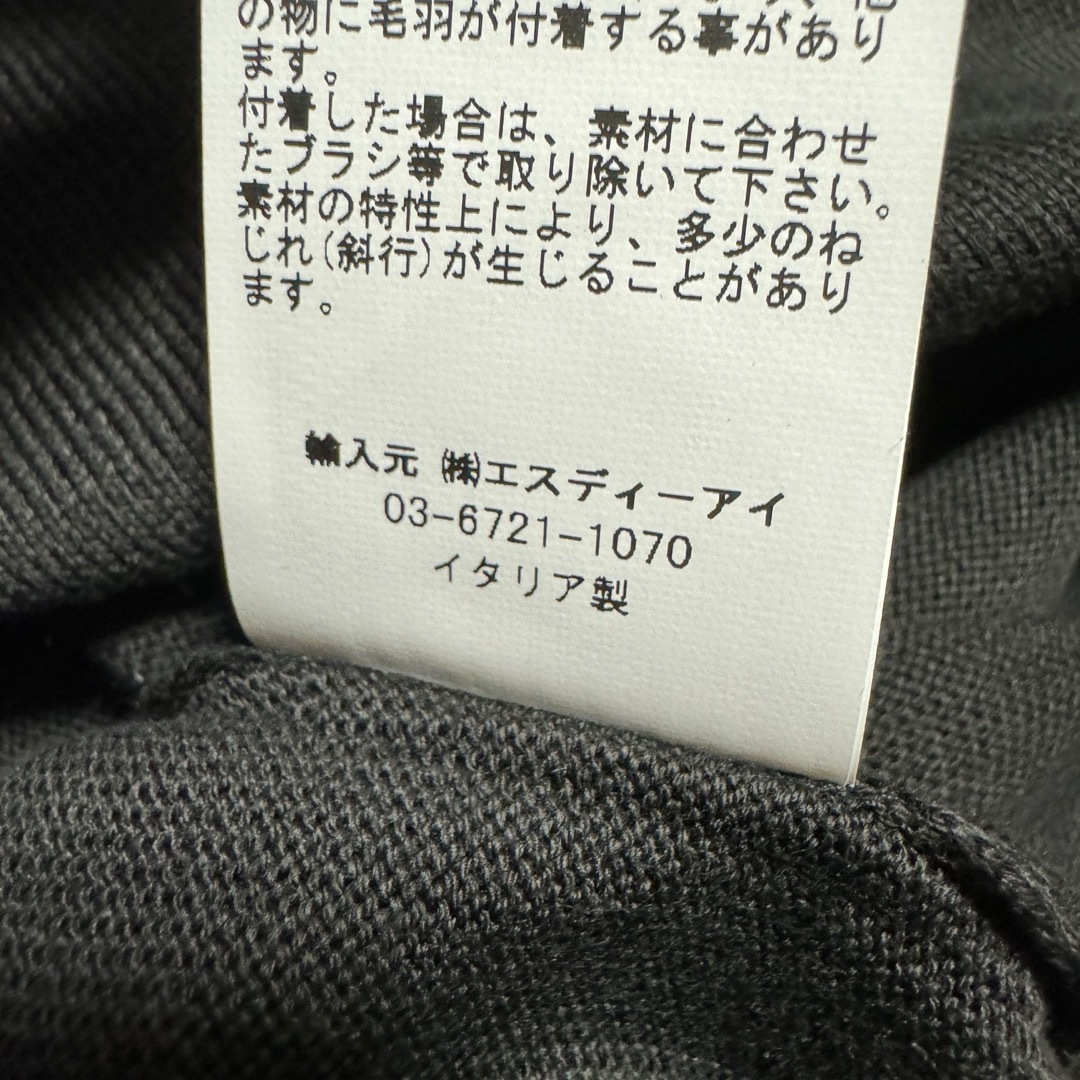 の物に毛羽が付着する事があり
ます。
付着した場合は、素材に合わせ
たブラシ等で取り除いて下さい。
素材の特性上により、多少のね
じれ(斜行)が生じることがあり
ます。
輸入元 ㈱エスディーアイ
03-6721-1070
イタリア製